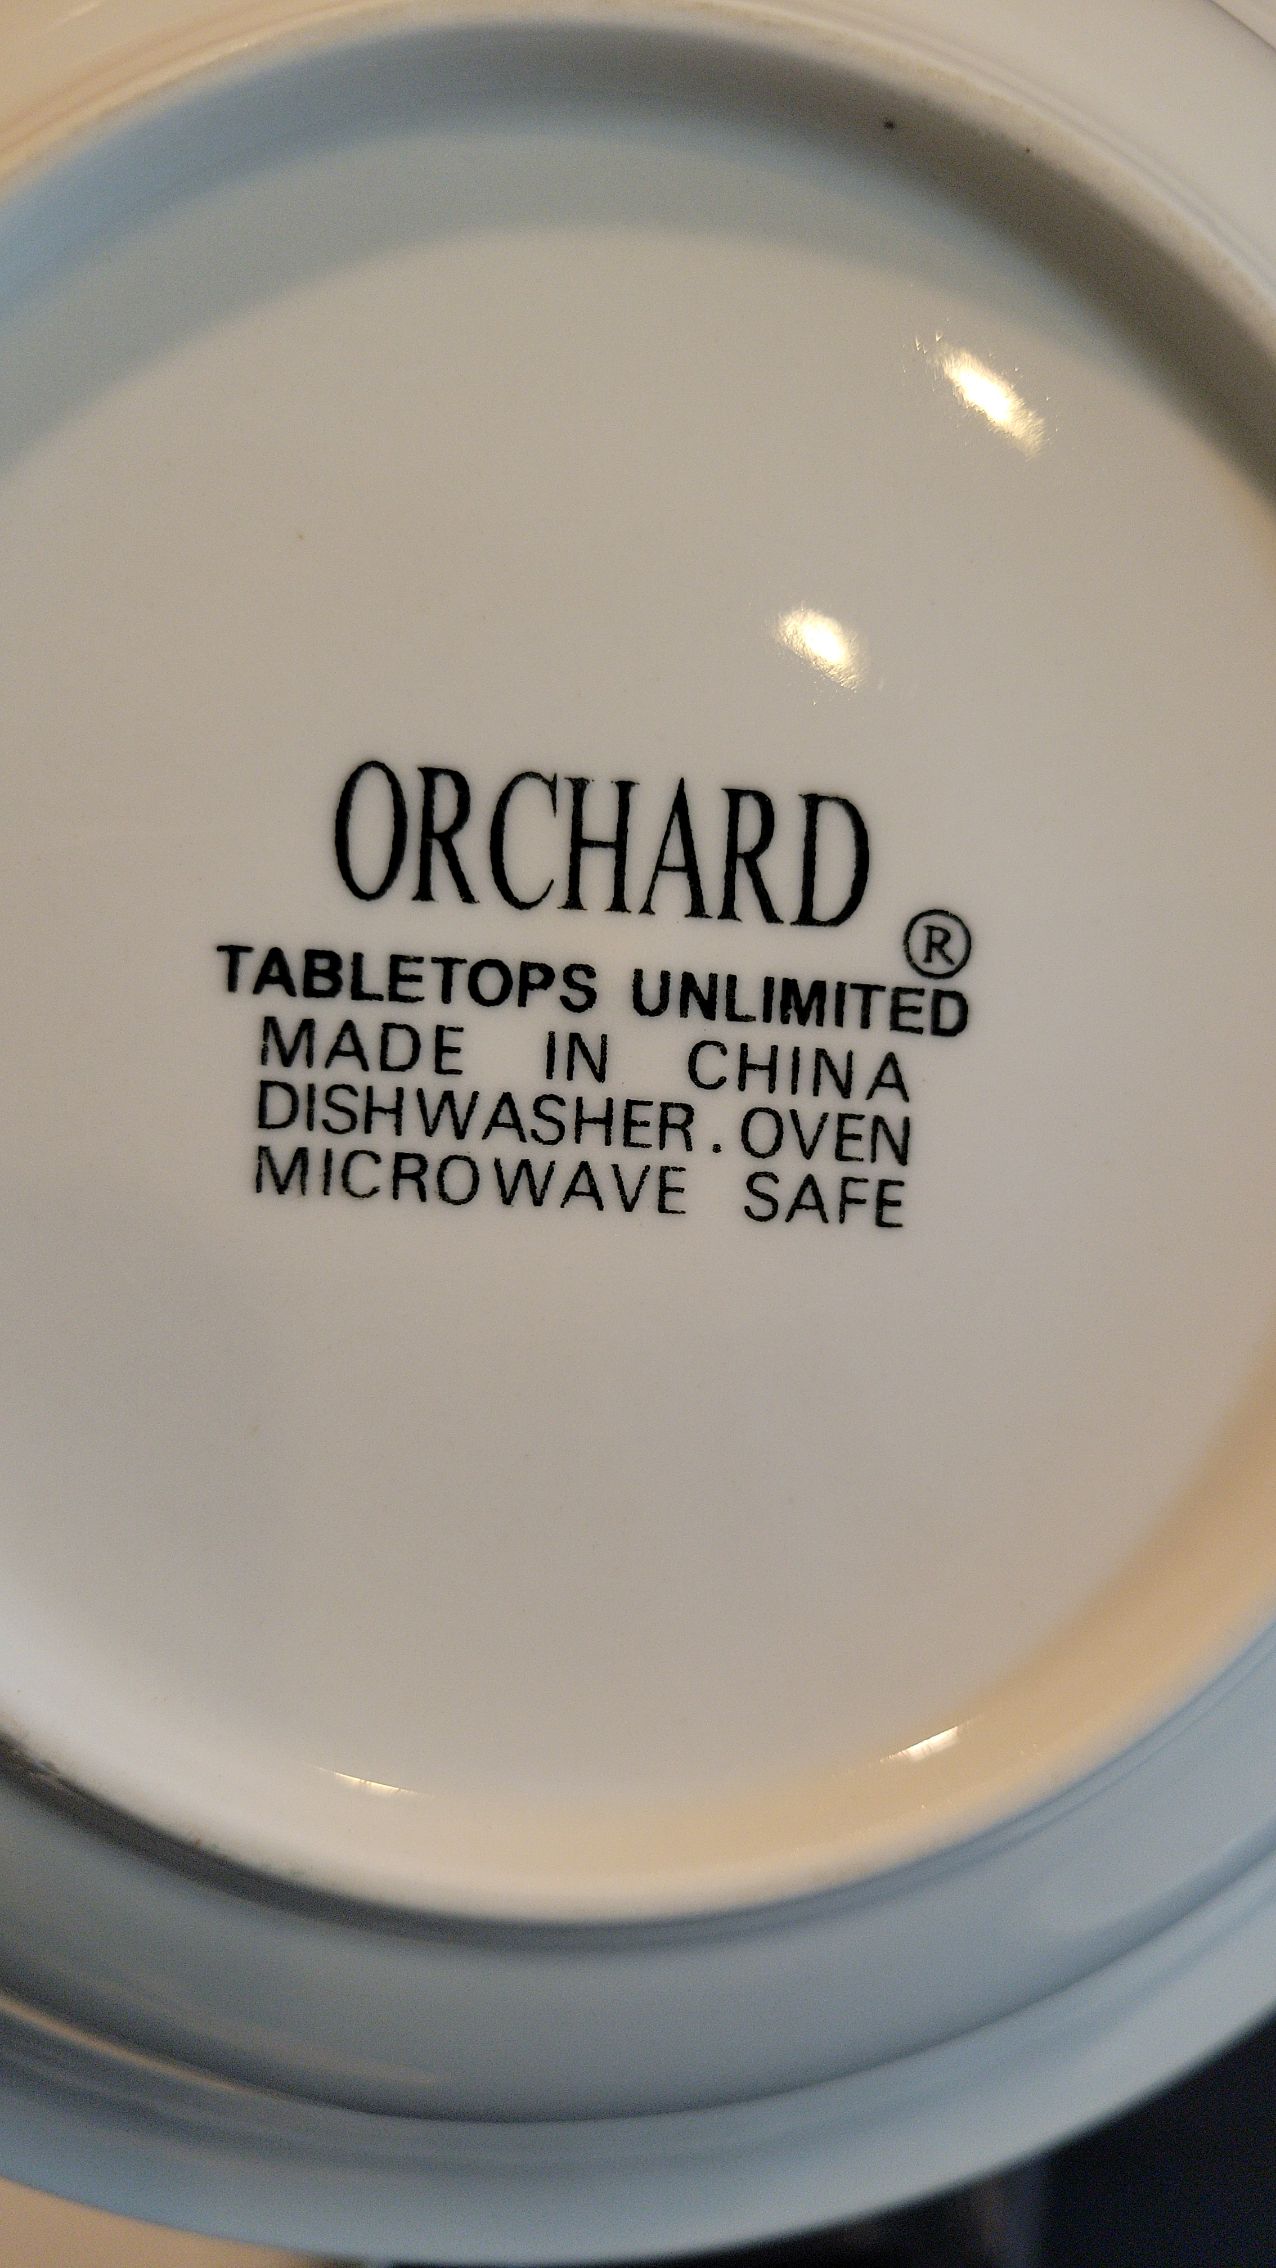 ORCHARD
TABLETOPS UNLIMITED®
MADE IN CHINA
DISHWASHER.OVEN
MICROWAVE SAFE